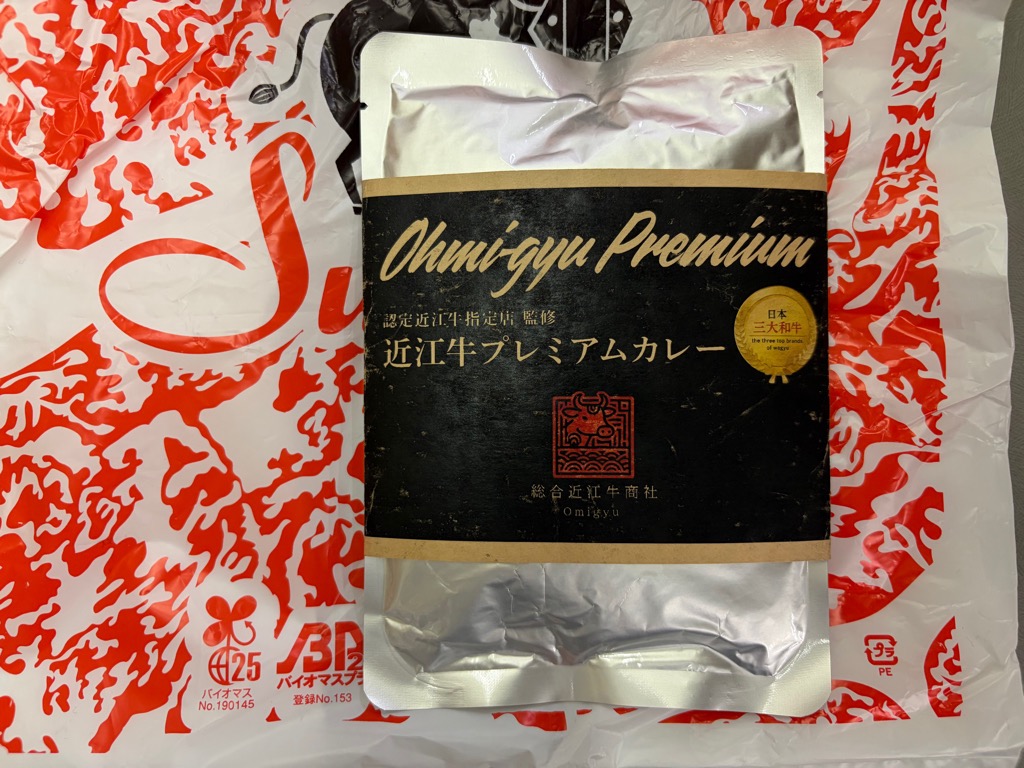 Ohmi-gyu Premium
認定近江牛指定店 監修
近江牛プレミアムカレー
日本
三大和牛
the three top brands
of wagyu
総合近江牛商社
Omigyu
25
バイオマス
No.190145
バイオマスプラ
登録No.153
プラ
PE